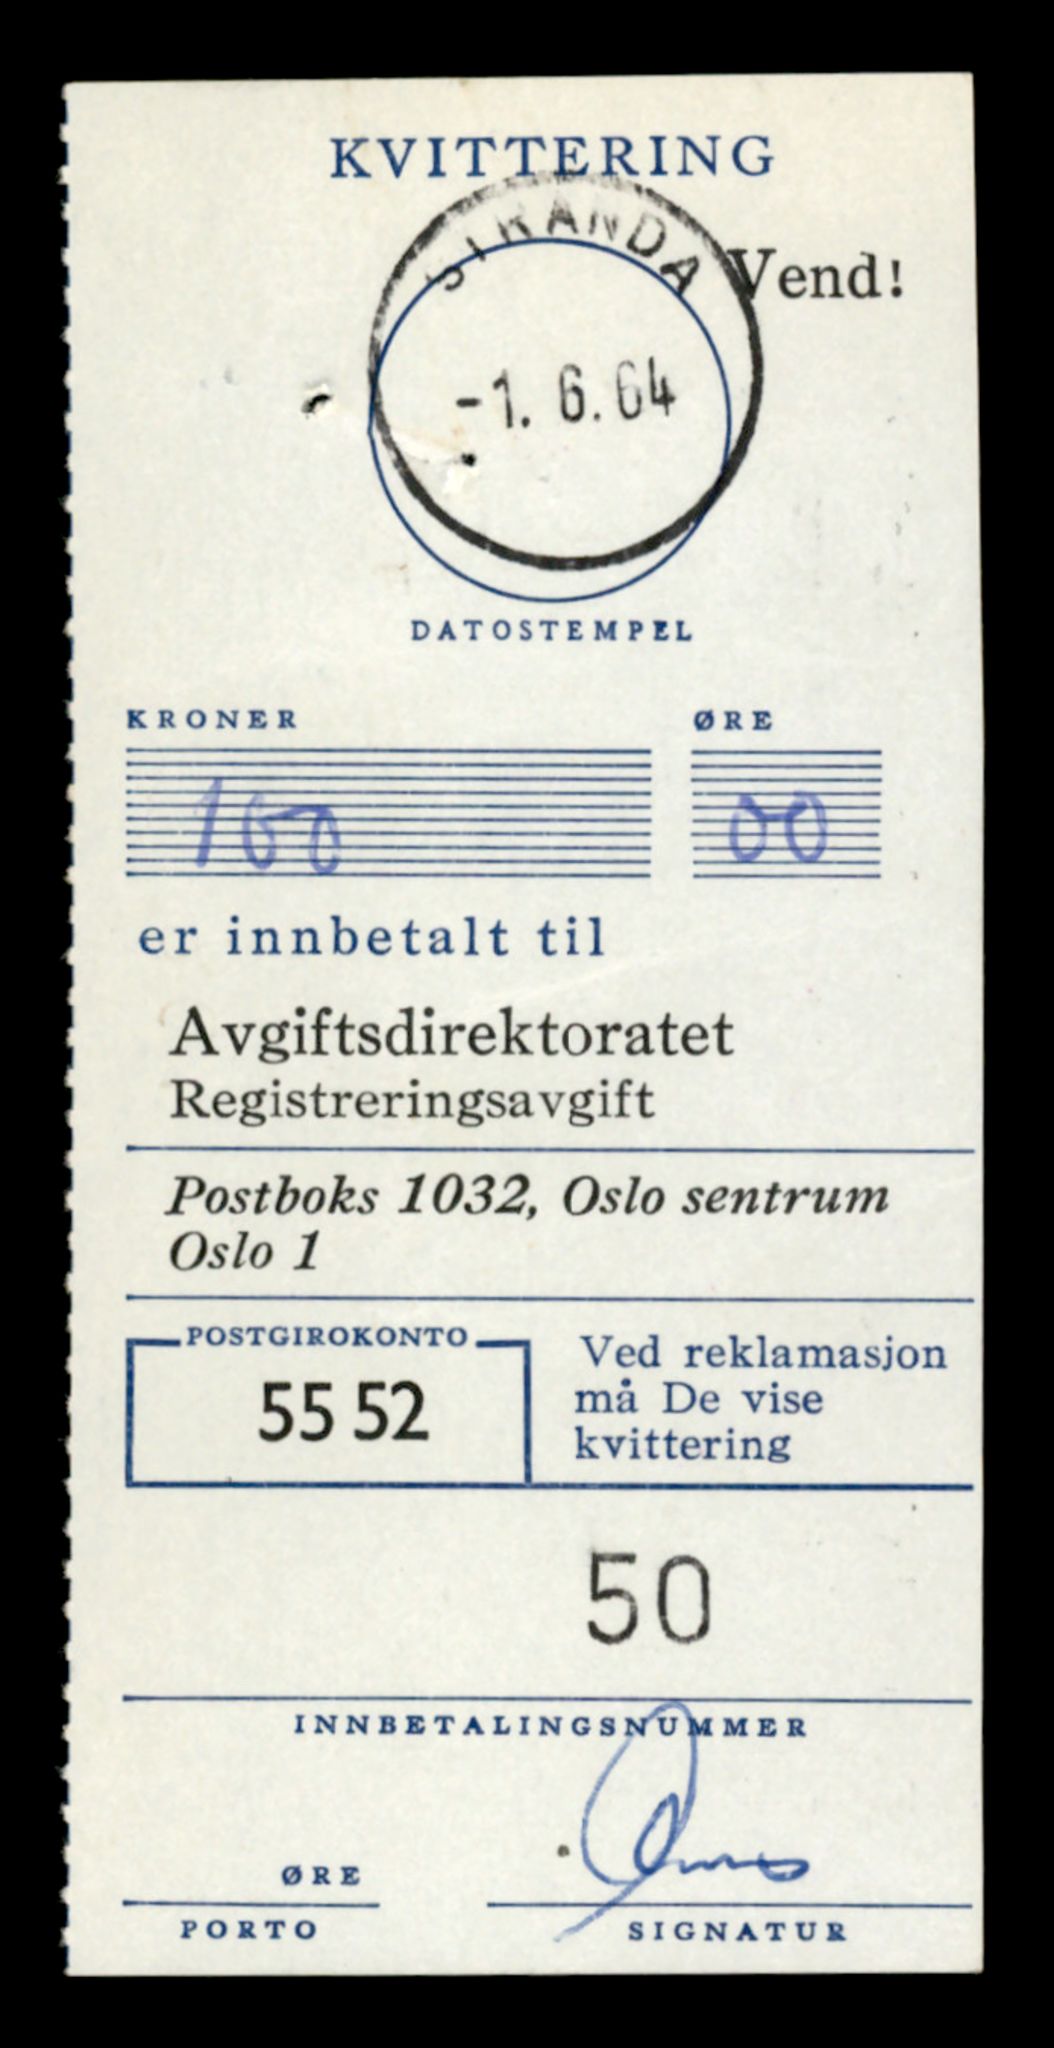 KVITTERING
STRANDA
Vend!
-1. 6. 64
DATOSTEMPEL
KRONER ØRE
100 00
er innbetalt til
Avgiftsdirektoratet
Registreringsavgift
Postboks 1032, Oslo sentrum
Oslo 1
POSTGIROKONTO
55 52
Ved reklamasjon
må De vise
kvittering
50
INNBETALINGSNUMMER
ØRE
PORTO
SIGNATUR